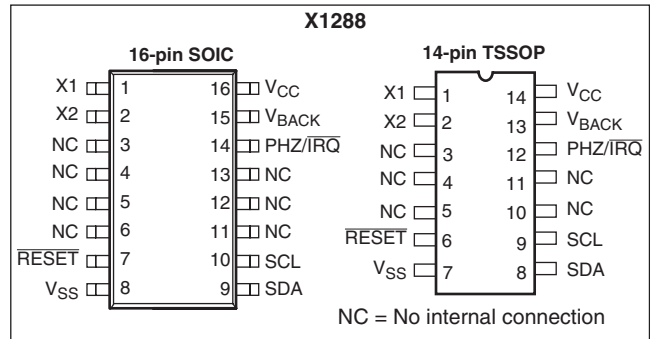 X1288
16-pin SOIC
X1 1 16 VCC
X2 2 15 VBACK
NC 3 14 PHZ/IRQ
NC 4 13 NC
NC 5 12 NC
NC 6 11 NC
RESET 7 10 SCL
VSS 8 9 SDA
14-pin TSSOP
X1 1 14 VCC
X2 2 13 VBACK
NC 3 12 PHZ/IRQ
NC 4 11 NC
NC 5 10 NC
RESET 6 9 SCL
VSS 7 8 SDA
NC = No internal connection